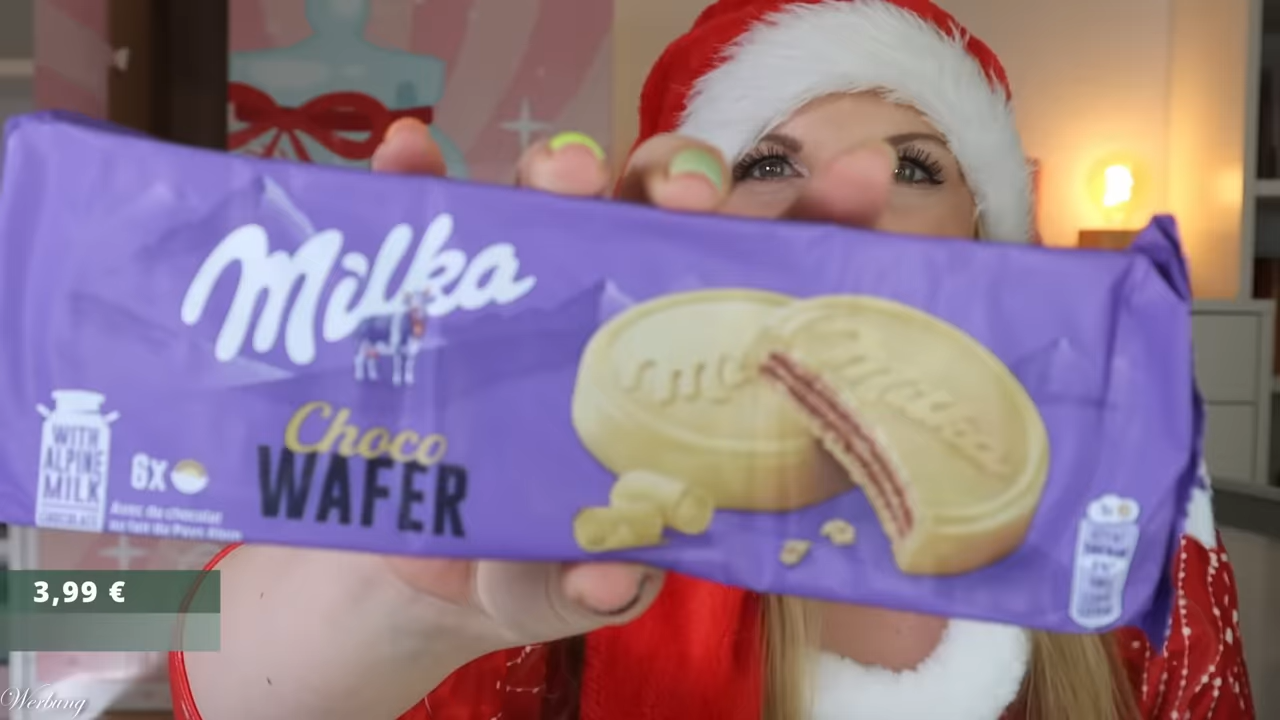 Milka
Choco
WAFER
WITH
ALPINE
MILK
6X
Avec du chocolat
au lait du Pays Alpin
3,99 €
Werbung